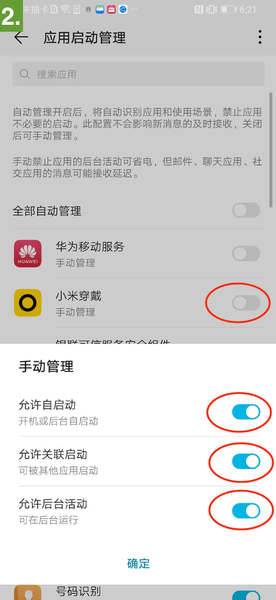 2.
6:21
应用启动管理
搜索应用
自动管理开启后，将自动识别应用和使用场景，禁止应用
不必要的启动。此配置不会影响新消息的及时接收，关闭
后可手动管理。
手动禁止应用的后台活动可省电，但邮件、聊天应用、社
交应用的消息可能接收延迟。
全部自动管理
华为移动服务
HUAWEI
手动管理
小米穿戴
手动管理
手动管理
允许自启动
开机或后台自启动
允许关联启动
可被其他应用启动
允许后台活动
可在后台运行
确定
号码识别